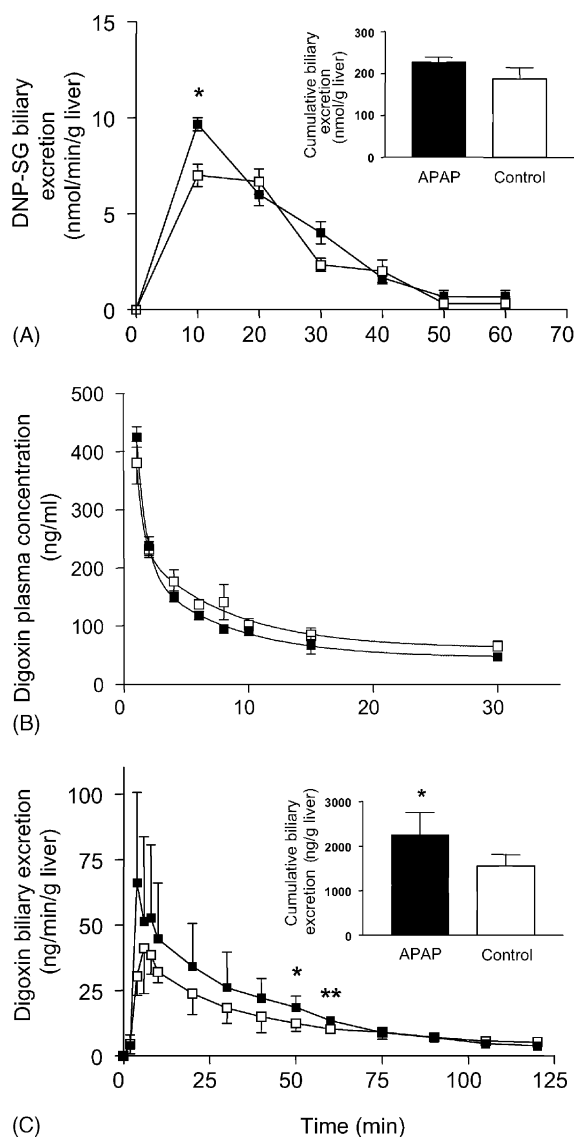 15
10
5
0
DNP-SG biliary
excretion
(nmol/min/g liver)
*
300
200
100
0
Cumulative biliary
excretion
(nmol/g liver)
APAP Control
0 10 20 30 40 50 60 70
(A)
500
400
300
200
100
0
Digoxin plasma concentration
(ng/ml)
0 10 20 30
(B)
100
75
50
25
0
Digoxin biliary excretion
(ng/min/g liver)
* **
3000
2000
1000
0
Cumulative biliary
excretion (ng/g liver)
*
APAP Control
0 25 50 75 100 125
(C)
Time (min)